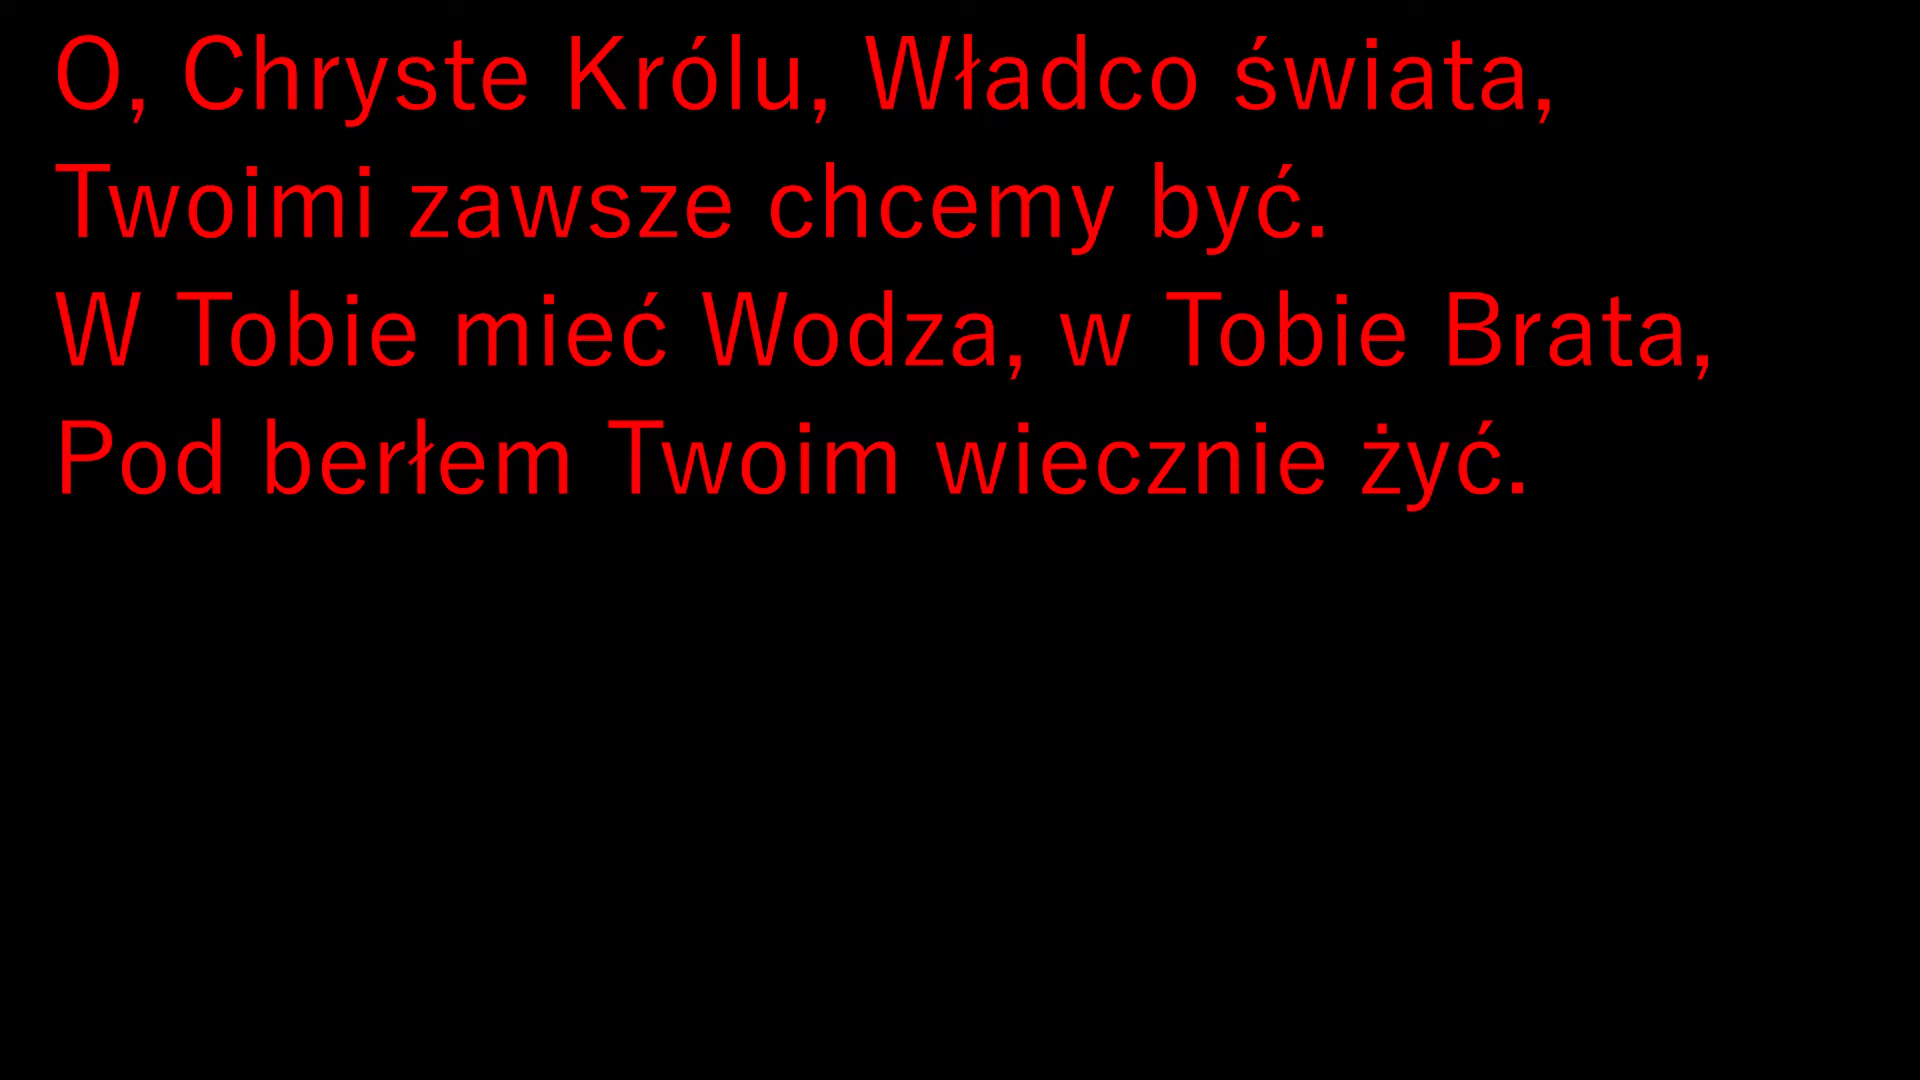 O, Chryste Królu, Władco świata,
Twoimi zawsze chcemy być.
W Tobie mieć Wodza, w Tobie Brata,
Pod berłem Twoim wiecznie żyć.